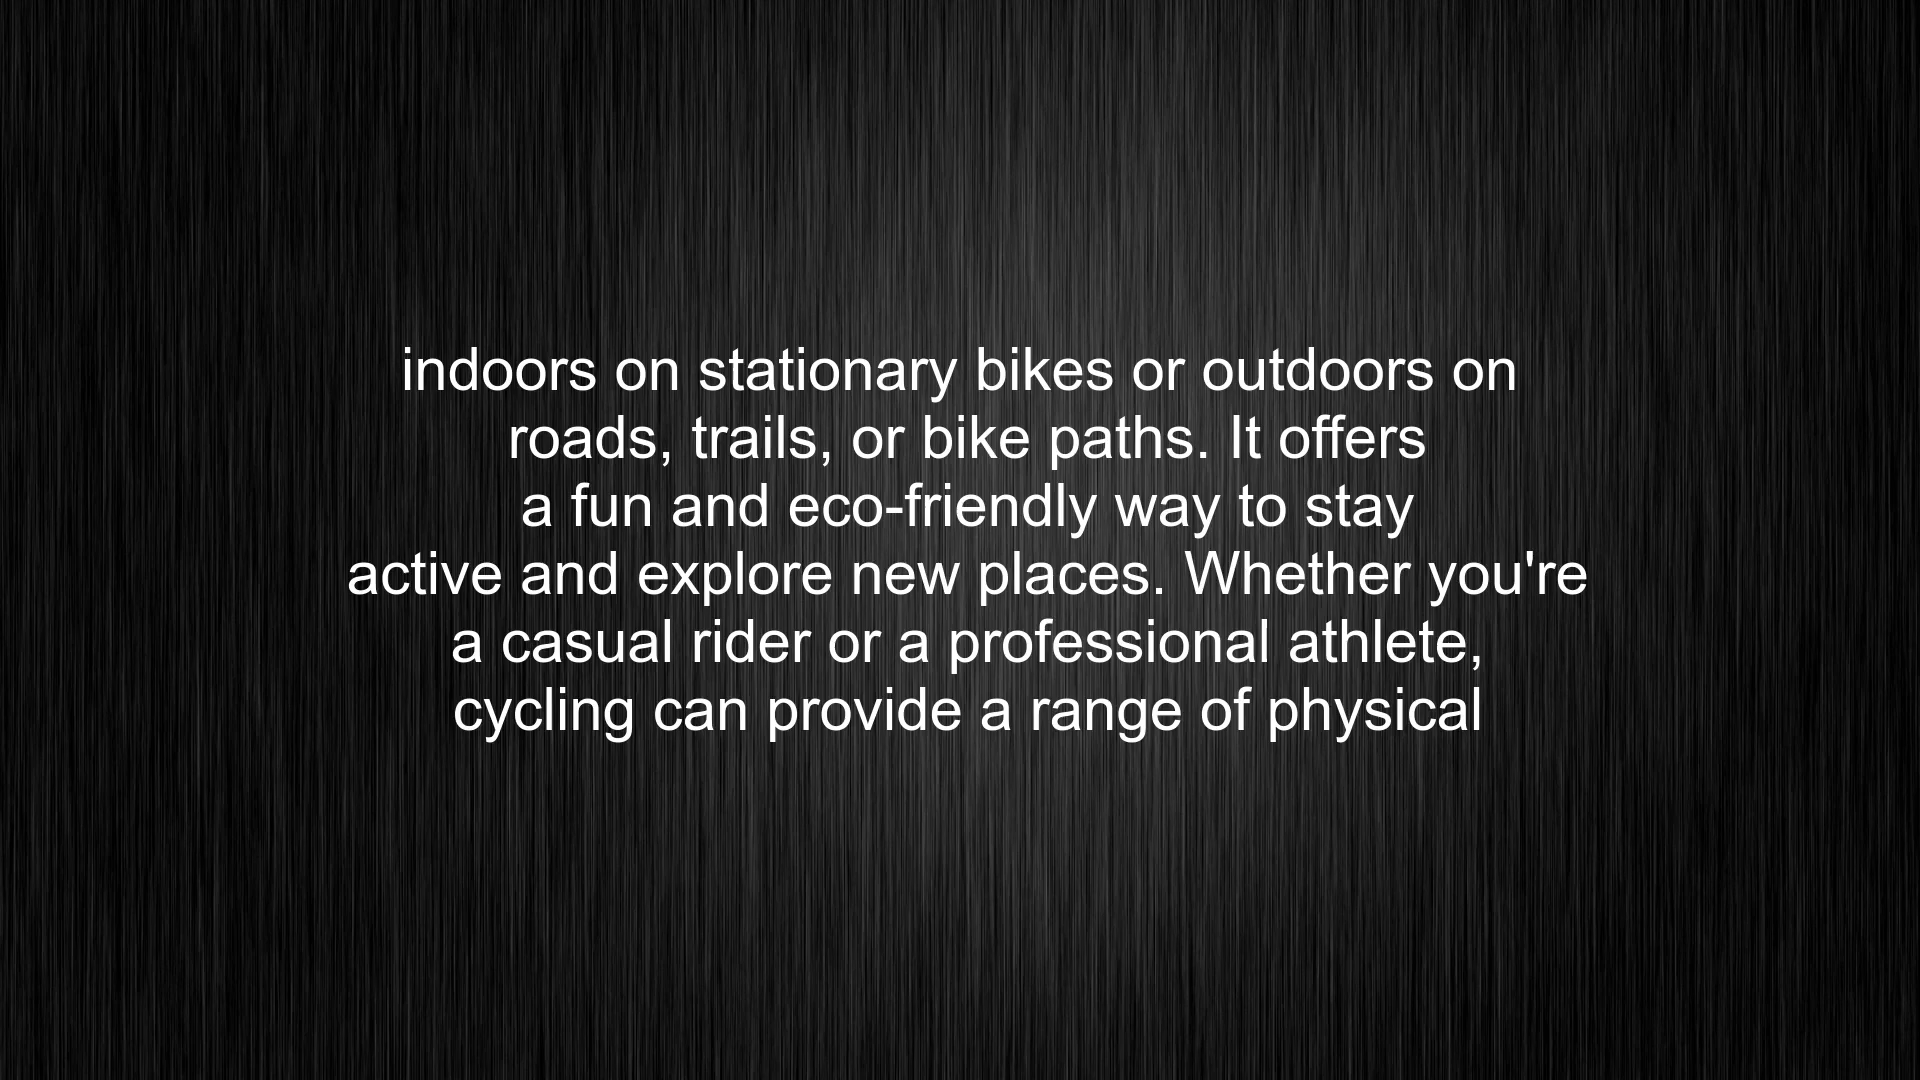 indoors on stationary bikes or outdoors on
roads, trails, or bike paths. It offers
a fun and eco-friendly way to stay
active and explore new places. Whether you're
a casual rider or a professional athlete,
cycling can provide a range of physical